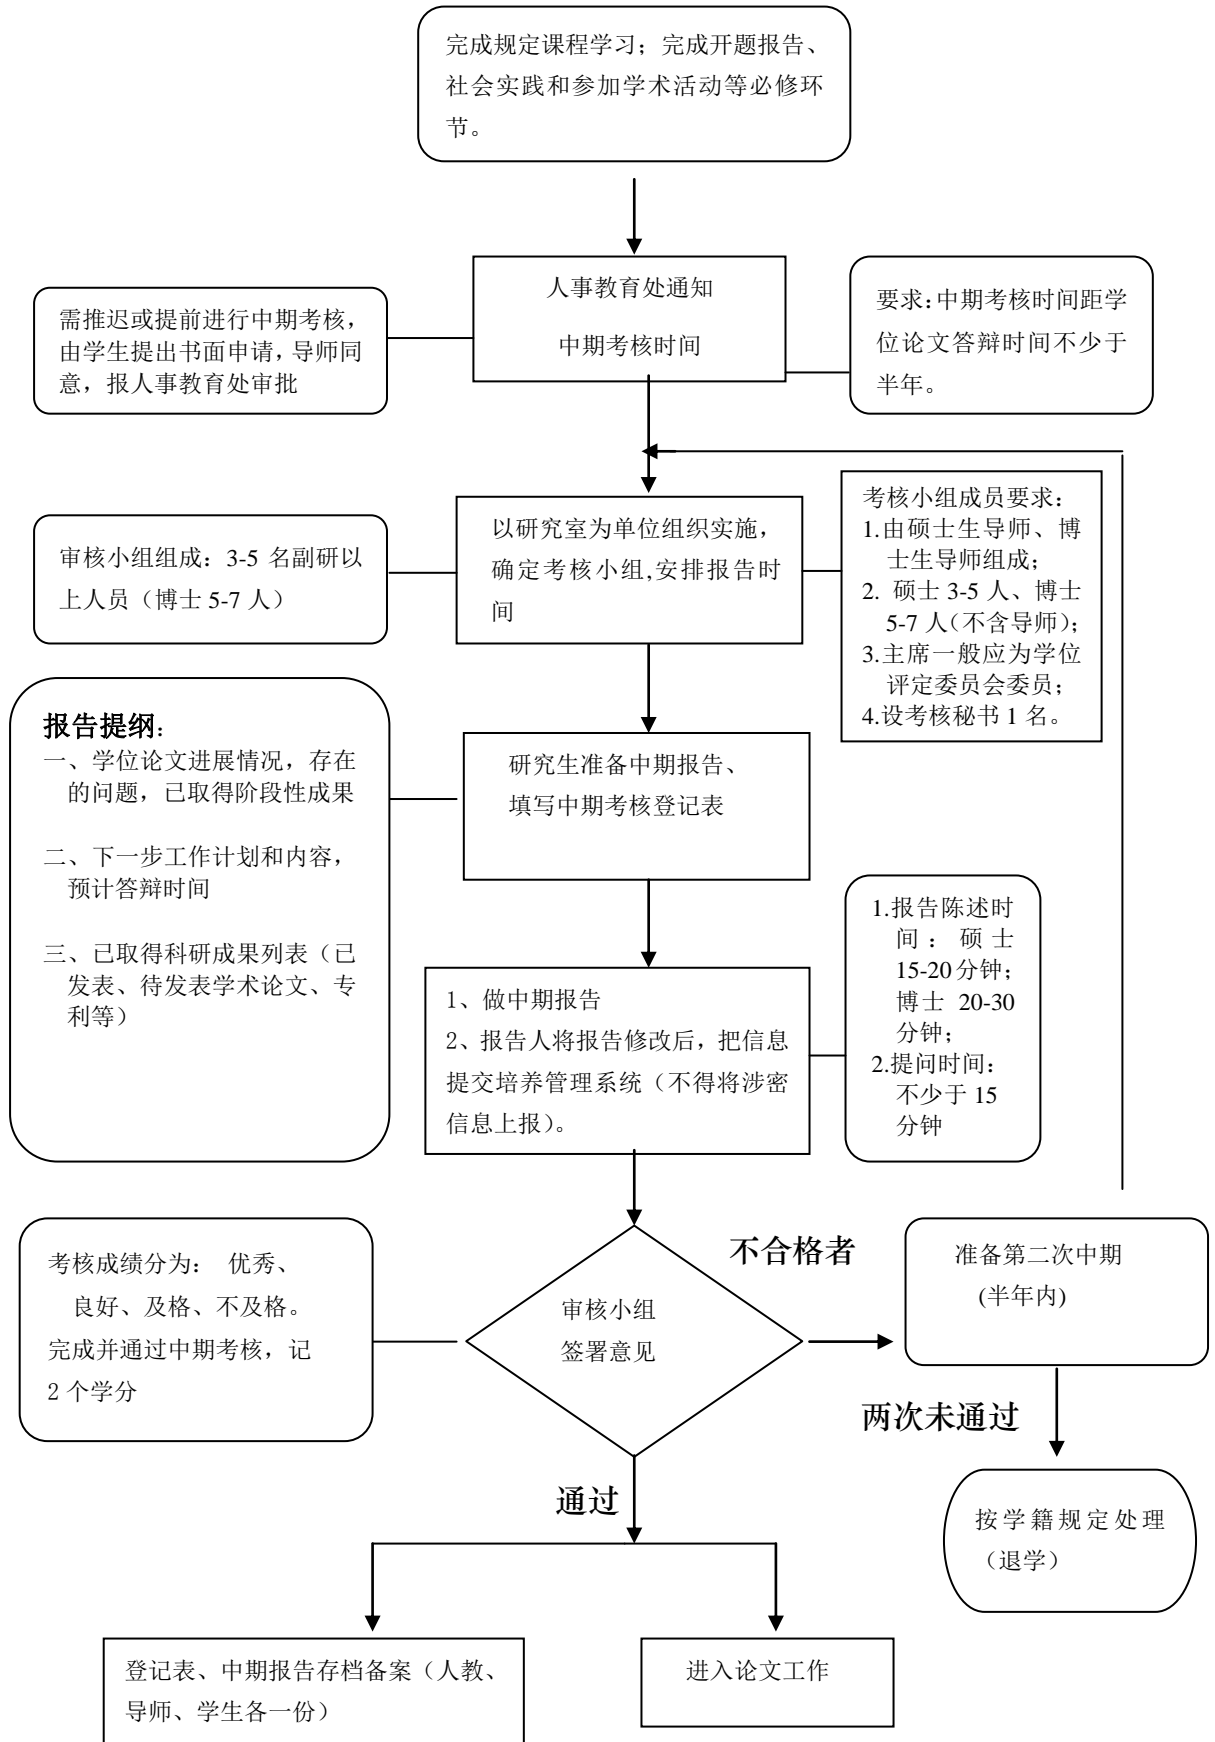 完成规定课程学习；完成开题报告、
社会实践和参加学术活动等必修环
节。
人事教育处通知
中期考核时间
需推迟或提前进行中期考核，
由学生提出书面申请，导师同
意，报人事教育处审批
要求：中期考核时间距学
位论文答辩时间不少于
半年。
以研究室为单位组织实施，
确定考核小组,安排报告时
间
审核小组组成：3-5 名副研以
上人员（博士 5-7 人）
考核小组成员要求：
1.由硕士生导师、博
士生导师组成；
2. 硕士 3-5 人、博士
5-7 人（不含导师）；
3.主席一般应为学位
评定委员会委员；
4.设考核秘书 1 名。
报告提纲：
一、学位论文进展情况，存在
的问题，已取得阶段性成果
二、下一步工作计划和内容，
预计答辩时间
三、已取得科研成果列表（已
发表、待发表学术论文、专
利等）
研究生准备中期报告、
填写中期考核登记表
1、做中期报告
2、报告人将报告修改后，把信息
提交培养管理系统（不得将涉密
信息上报）。
1.报告陈述时
间：硕士
15-20 分钟；
博士 20-30
分钟；
2.提问时间：
不少于 15
分钟
考核成绩分为： 优秀、
良好、及格、不及格。
完成并通过中期考核，记
2 个学分
审核小组
签署意见
不合格者
准备第二次中期
(半年内)
两次未通过
按学籍规定处理
（退学）
通过
登记表、中期报告存档备案（人教、
导师、学生各一份）
进入论文工作